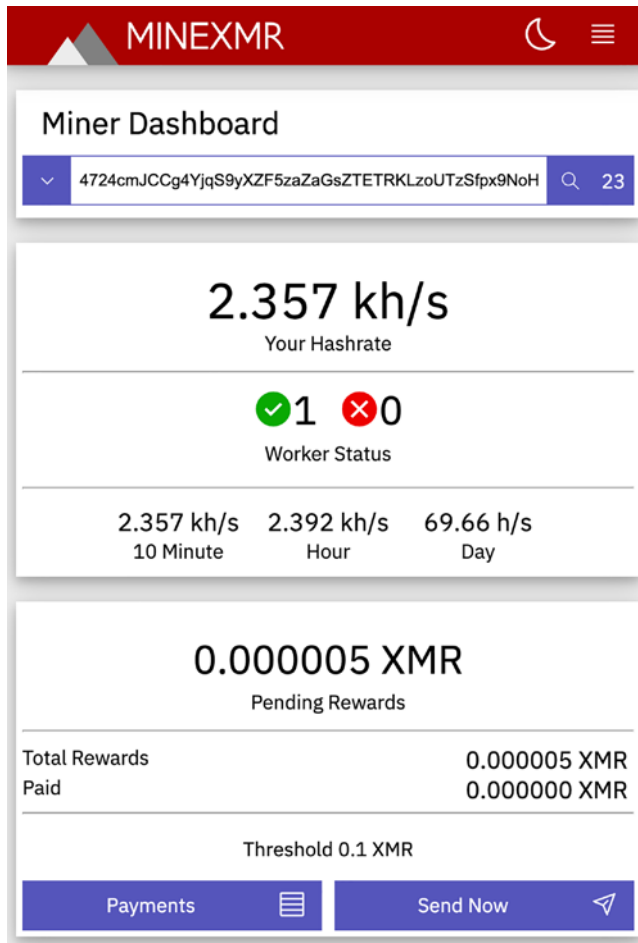 MINEXMR
Miner Dashboard
4724cmJCCg4YjqS9yXZF5zaZaGsZTETRKLzoUTzSfpx9NoH 23
2.357 kh/s
Your Hashrate
1 0
Worker Status
2.357 kh/s 2.392 kh/s 69.66 h/s
10 Minute Hour Day
0.000005 XMR
Pending Rewards
Total Rewards 0.000005 XMR
Paid 0.000000 XMR
Threshold 0.1 XMR
Payments Send Now